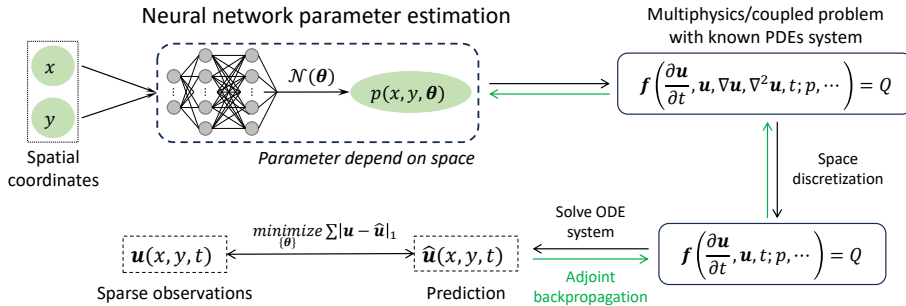 Neural network parameter estimation
Multiphysics/coupled problem
with known PDEs system
x
y
Spatial
coordinates
𝒩(θ)
p(x, y, θ)
Parameter depend on space
f(∂u/∂t, u, ∇u, ∇²u, t; p, ⋯) = Q
Space
discretization
f(∂u/∂t, u, t; p, ⋯) = Q
Solve ODE
system
Adjoint
backpropagation
û(x, y, t)
Prediction
minimize ∑|u − û|₁
{θ}
u(x, y, t)
Sparse observations